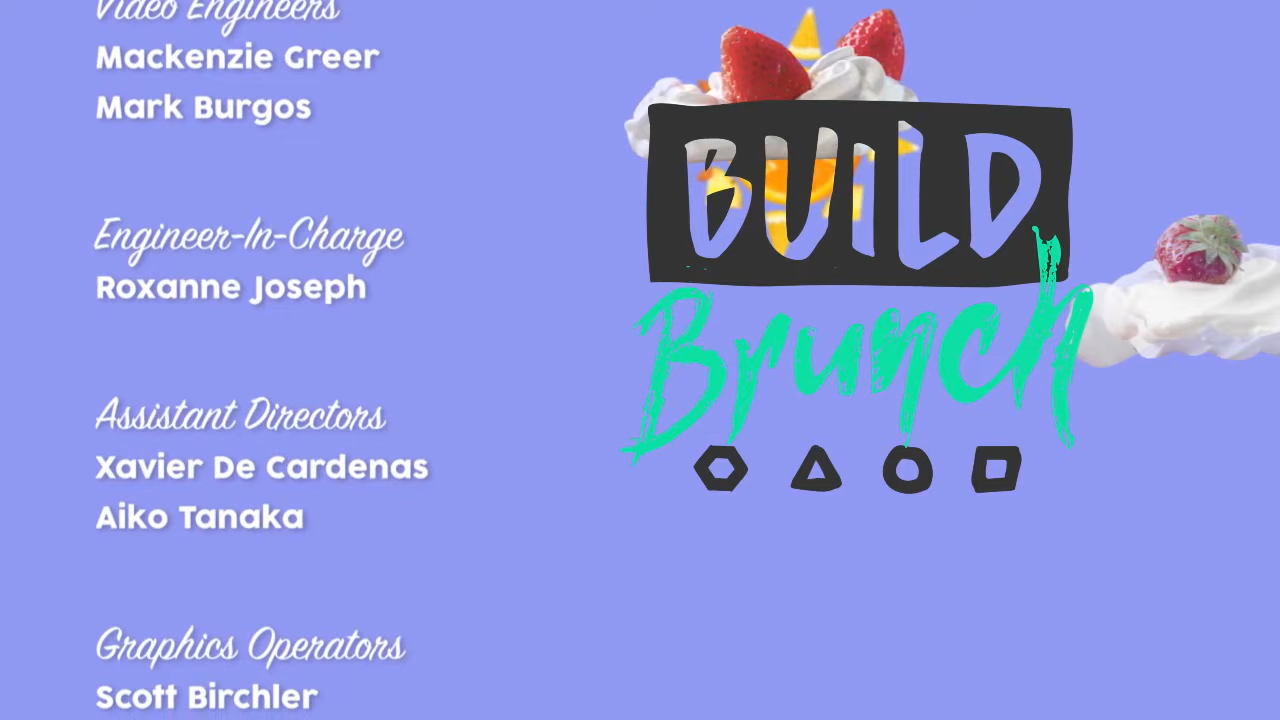 Video Engineers
Mackenzie Greer
Mark Burgos
Engineer-In-Charge
Roxanne Joseph
Assistant Directors
Xavier De Cardenas
Aiko Tanaka
Graphics Operators
Scott Birchler
BUILD
Brunch